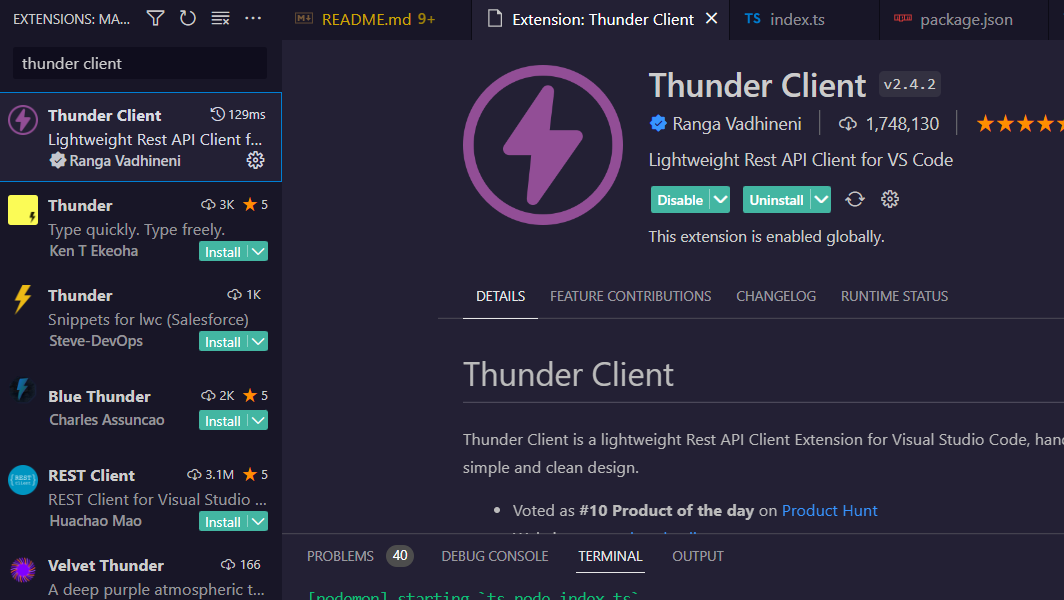 EXTENSIONS: MA...
thunder client
Thunder Client 129ms
Lightweight Rest API Client f...
Ranga Vadhineni
Thunder 3K 5
Type quickly. Type freely.
Ken T Ekeoha Install
Thunder 1K
Snippets for lwc (Salesforce)
Steve-DevOps Install
Blue Thunder 2K 5
Charles Assuncao Install
REST Client 3.1M 5
REST Client for Visual Studio ...
Huachao Mao Install
Velvet Thunder 166
A deep purple atmospheric t...
README.md 9+ Extension: Thunder Client TS index.ts package.json
Thunder Client v2.4.2
Ranga Vadhineni 1,748,130
Lightweight Rest API Client for VS Code
Disable Uninstall
This extension is enabled globally.
DETAILS FEATURE CONTRIBUTIONS CHANGELOG RUNTIME STATUS
Thunder Client
Thunder Client is a lightweight Rest API Client Extension for Visual Studio Code,
simple and clean design.
• Voted as #10 Product of the day on Product Hunt
PROBLEMS 40 DEBUG CONSOLE TERMINAL OUTPUT
[nodemon] starting `ts-node index.ts`